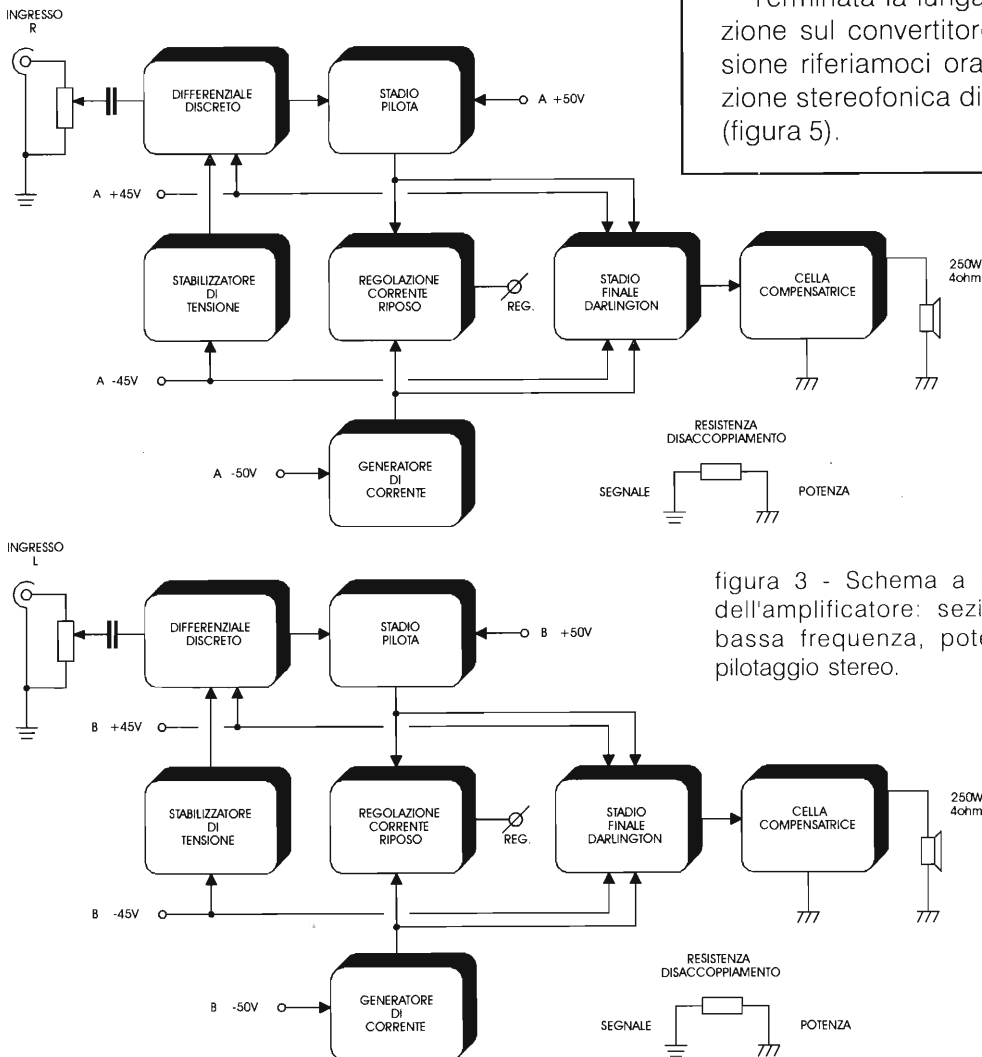 Terminata la lunga
zione sul convertitore
sione riferiamoci ora
zione stereofonica di
(figura 5).
INGRESSO
R
DIFFERENZIALE
DISCRETO
STADIO
PILOTA
A +50V
A +45V
STABILIZZATORE
DI
TENSIONE
REGOLAZIONE
CORRENTE
RIPOSO
REG.
STADIO
FINALE
DARLINGTON
CELLA
COMPENSATRICE
250W
4ohm
A -45V
A -50V
GENERATORE
DI
CORRENTE
RESISTENZA
DISACCOPPIAMENTO
SEGNALE
POTENZA
INGRESSO
L
DIFFERENZIALE
DISCRETO
STADIO
PILOTA
B +50V
figura 3 - Schema a
dell'amplificatore: sezi
bassa frequenza, pote
pilotaggio stereo.
B +45V
STABILIZZATORE
DI
TENSIONE
REGOLAZIONE
CORRENTE
RIPOSO
REG.
STADIO
FINALE
DARLINGTON
CELLA
COMPENSATRICE
250W
4ohm
B -45V
B -50V
GENERATORE
DI
CORRENTE
RESISTENZA
DISACCOPPIAMENTO
SEGNALE
POTENZA